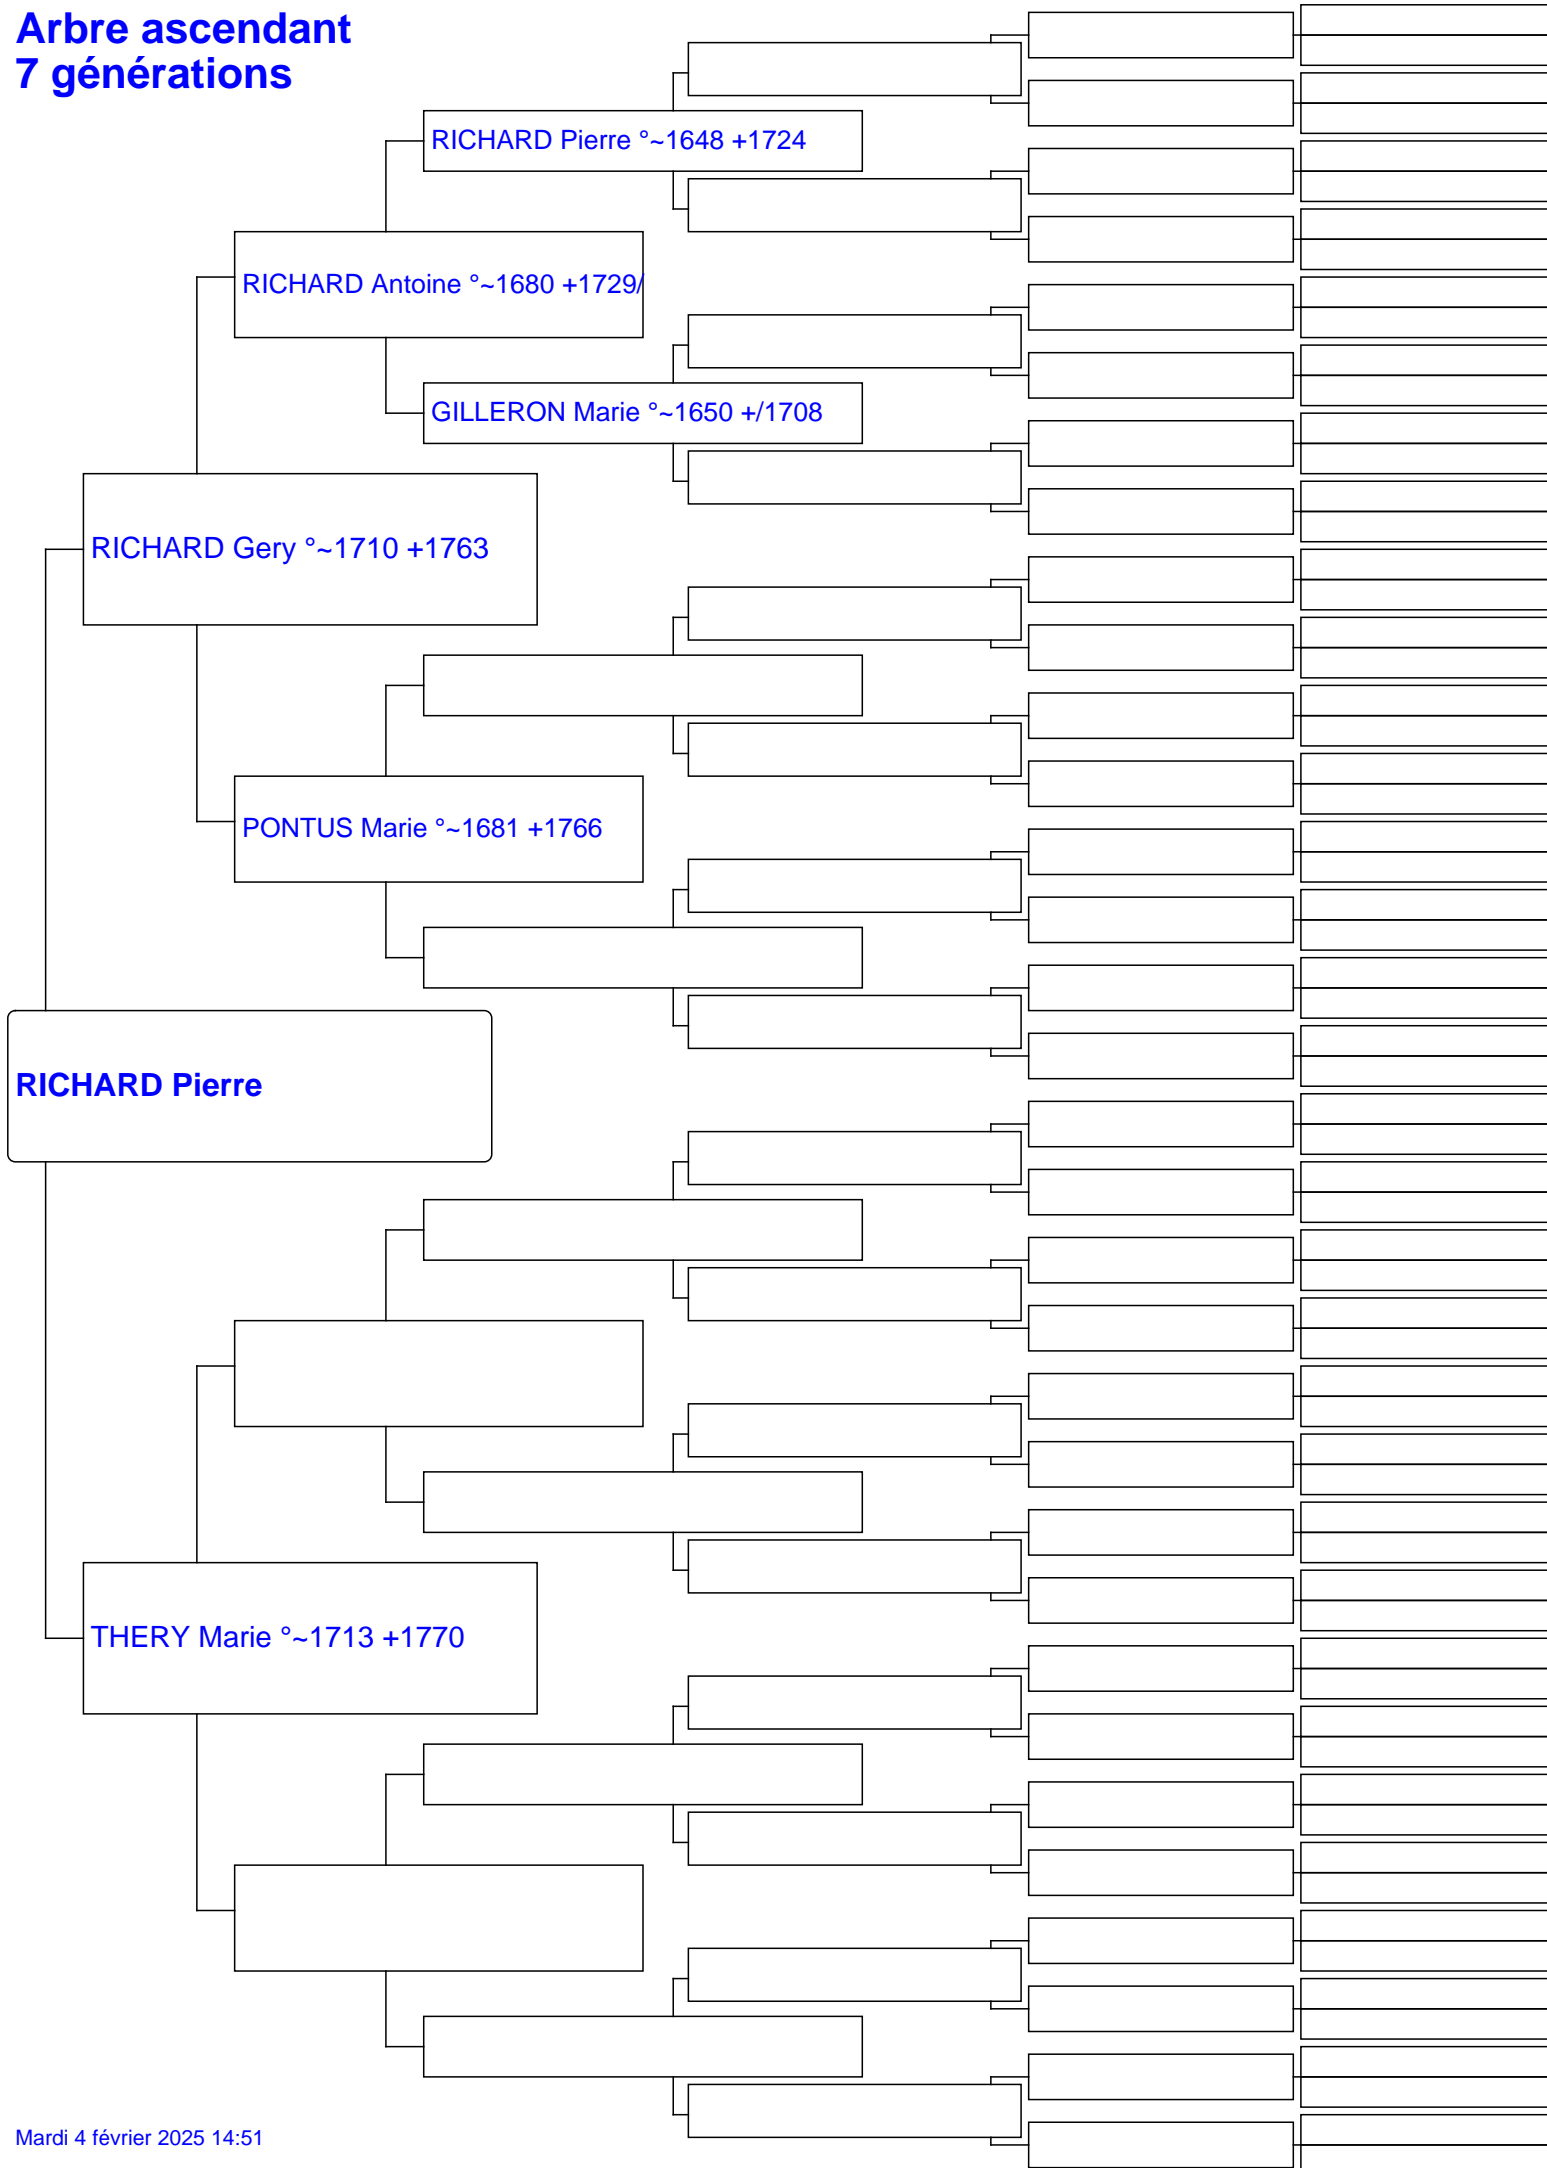 Arbre ascendant
7 générations
RICHARD Pierre °~1648 +1724
RICHARD Antoine °~1680 +1729/
GILLERON Marie °~1650 +/1708
RICHARD Gery °~1710 +1763
PONTUS Marie °~1681 +1766
RICHARD Pierre
THERY Marie °~1713 +1770
Mardi 4 février 2025 14:51